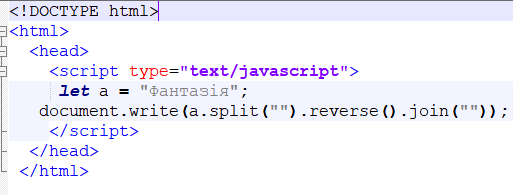 <!DOCTYPE html>
<html>
<head>
<script type="text/javascript">
let a = "Фантазія";
document.write(a.split("").reverse().join(""));
</script>
</head>
</html>